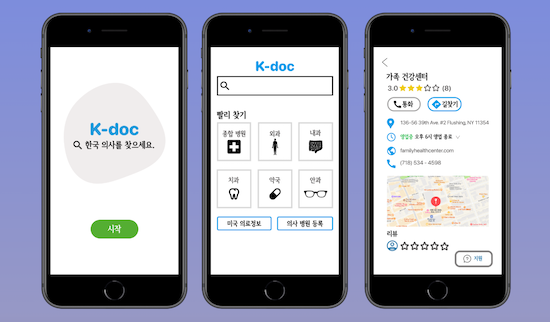 K-doc
한국 의사를 찾으세요.
시작
K-doc
빨리 찾기
종합 병원
외과
내과
치과
약국
안과
미국 의료정보
의사 병원 등록
가족 건강센터
3.0
(8)
통화
길찾기
136-56 39th Ave. #2 Flushing, NY 11354
영업중 오후 6시 영업 종료
familyhealthcenter.com
(718) 534 - 4598
리뷰
지원